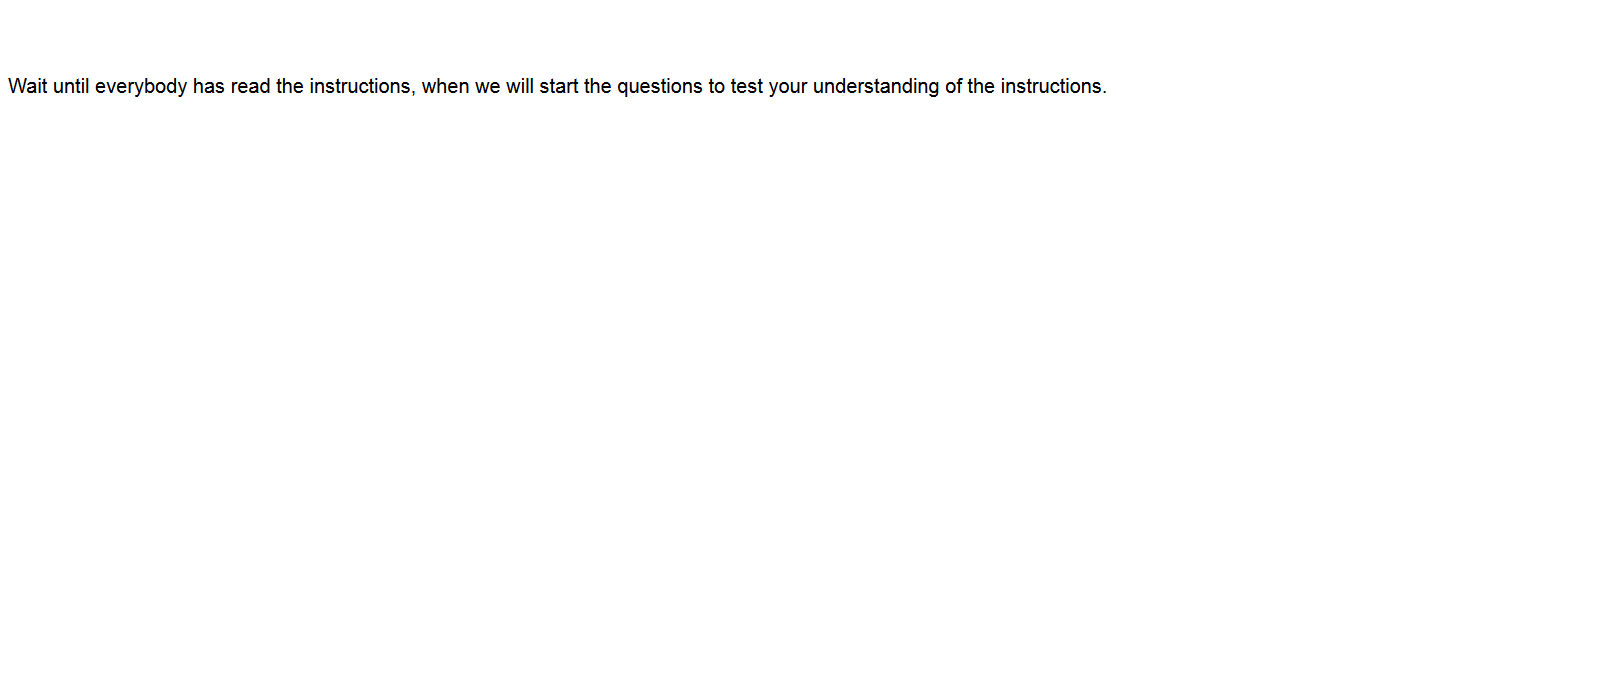 Wait until everybody has read the instructions, when we will start the questions to test your understanding of the instructions.